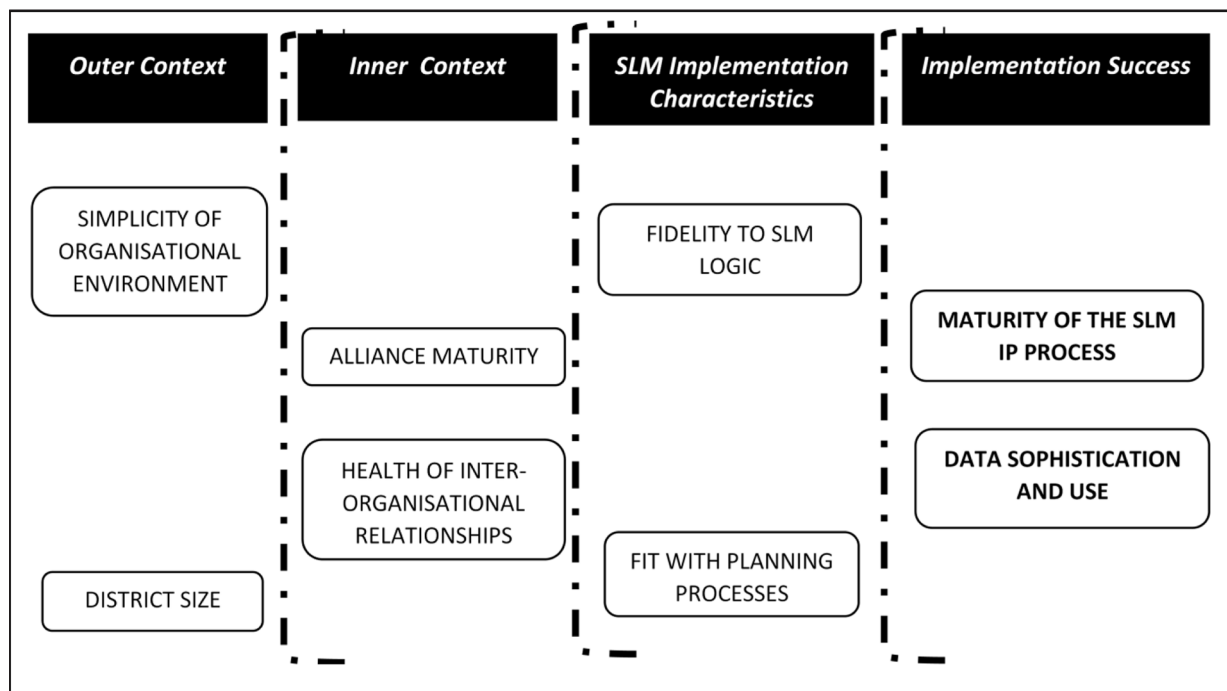 Outer Context
Inner Context
SLM Implementation
Characteristics
Implementation Success
SIMPLICITY OF
ORGANISATIONAL
ENVIRONMENT
DISTRICT SIZE
ALLIANCE MATURITY
HEALTH OF INTER-
ORGANISATIONAL
RELATIONSHIPS
FIDELITY TO SLM
LOGIC
FIT WITH PLANNING
PROCESSES
MATURITY OF THE SLM
IP PROCESS
DATA SOPHISTICATION
AND USE